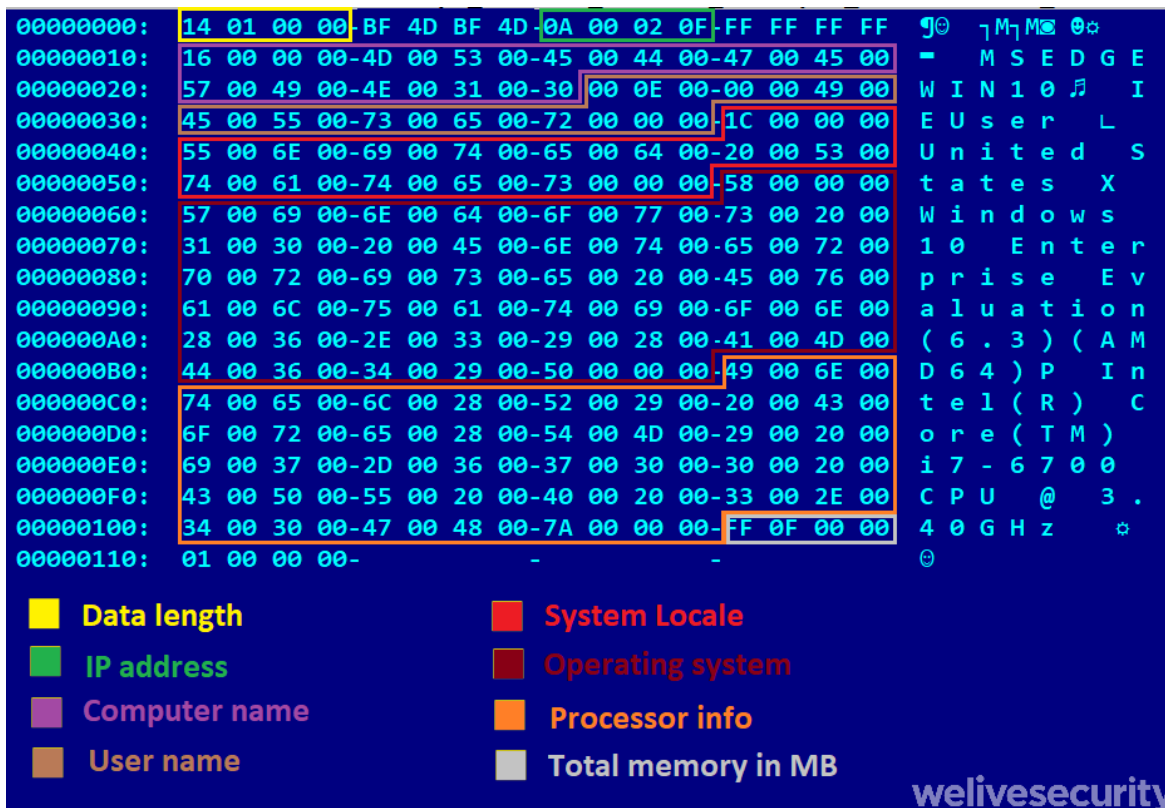 00000000: 14 01 00 00-BF 4D BF 4D-0A 00 02 0F-FF FF FF FF ¶☺ ┐M┐M◙ ☻☼
00000010: 16 00 00 00-4D 00 53 00-45 00 44 00-47 00 45 00 ▬ M S E D G E
00000020: 57 00 49 00-4E 00 31 00-30 00 0E 00-00 00 49 00 W I N 1 0 ♫ I
00000030: 45 00 55 00-73 00 65 00-72 00 00 00-1C 00 00 00 E U s e r ∟
00000040: 55 00 6E 00-69 00 74 00-65 00 64 00-20 00 53 00 U n i t e d S
00000050: 74 00 61 00-74 00 65 00-73 00 00 00-58 00 00 00 t a t e s X
00000060: 57 00 69 00-6E 00 64 00-6F 00 77 00-73 00 20 00 W i n d o w s
00000070: 31 00 30 00-20 00 45 00-6E 00 74 00-65 00 72 00 1 0 E n t e r
00000080: 70 00 72 00-69 00 73 00-65 00 20 00-45 00 76 00 p r i s e E v
00000090: 61 00 6C 00-75 00 61 00-74 00 69 00-6F 00 6E 00 a l u a t i o n
000000A0: 28 00 36 00-2E 00 33 00-29 00 28 00-41 00 4D 00 ( 6 . 3 ) ( A M
000000B0: 44 00 36 00-34 00 29 00-50 00 00 00-49 00 6E 00 D 6 4 ) P I n
000000C0: 74 00 65 00-6C 00 28 00-52 00 29 00-20 00 43 00 t e l ( R ) C
000000D0: 6F 00 72 00-65 00 28 00-54 00 4D 00-29 00 20 00 o r e ( T M )
000000E0: 69 00 37 00-2D 00 36 00-37 00 30 00-30 00 20 00 i 7 - 6 7 0 0
000000F0: 43 00 50 00-55 00 20 00-40 00 20 00-33 00 2E 00 C P U @ 3 .
00000100: 34 00 30 00-47 00 48 00-7A 00 00 00-FF 0F 00 00 4 0 G H z ☼
00000110: 01 00 00 00- - - ☺
Data length
System Locale
IP address
Operating system
Computer name
Processor info
User name
Total memory in MB
welivesecurity